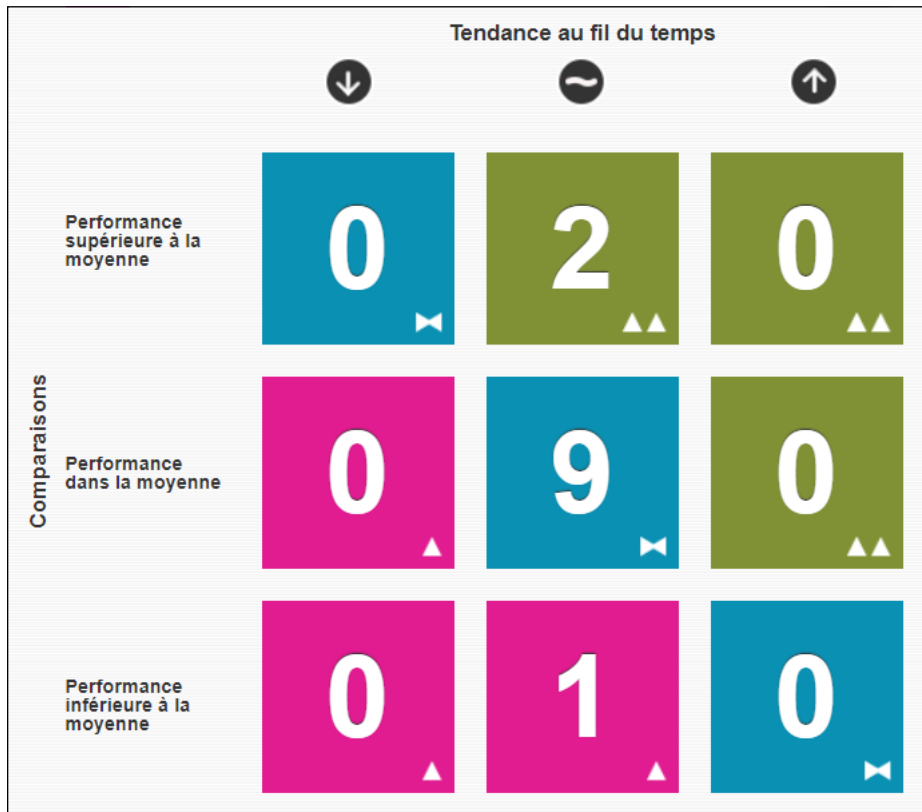 Tendance au fil du temps
Performance
supérieure à la
moyenne
0
2
0
Comparaisons
Performance
dans la moyenne
0
9
0
Performance
inférieure à la
moyenne
0
1
0